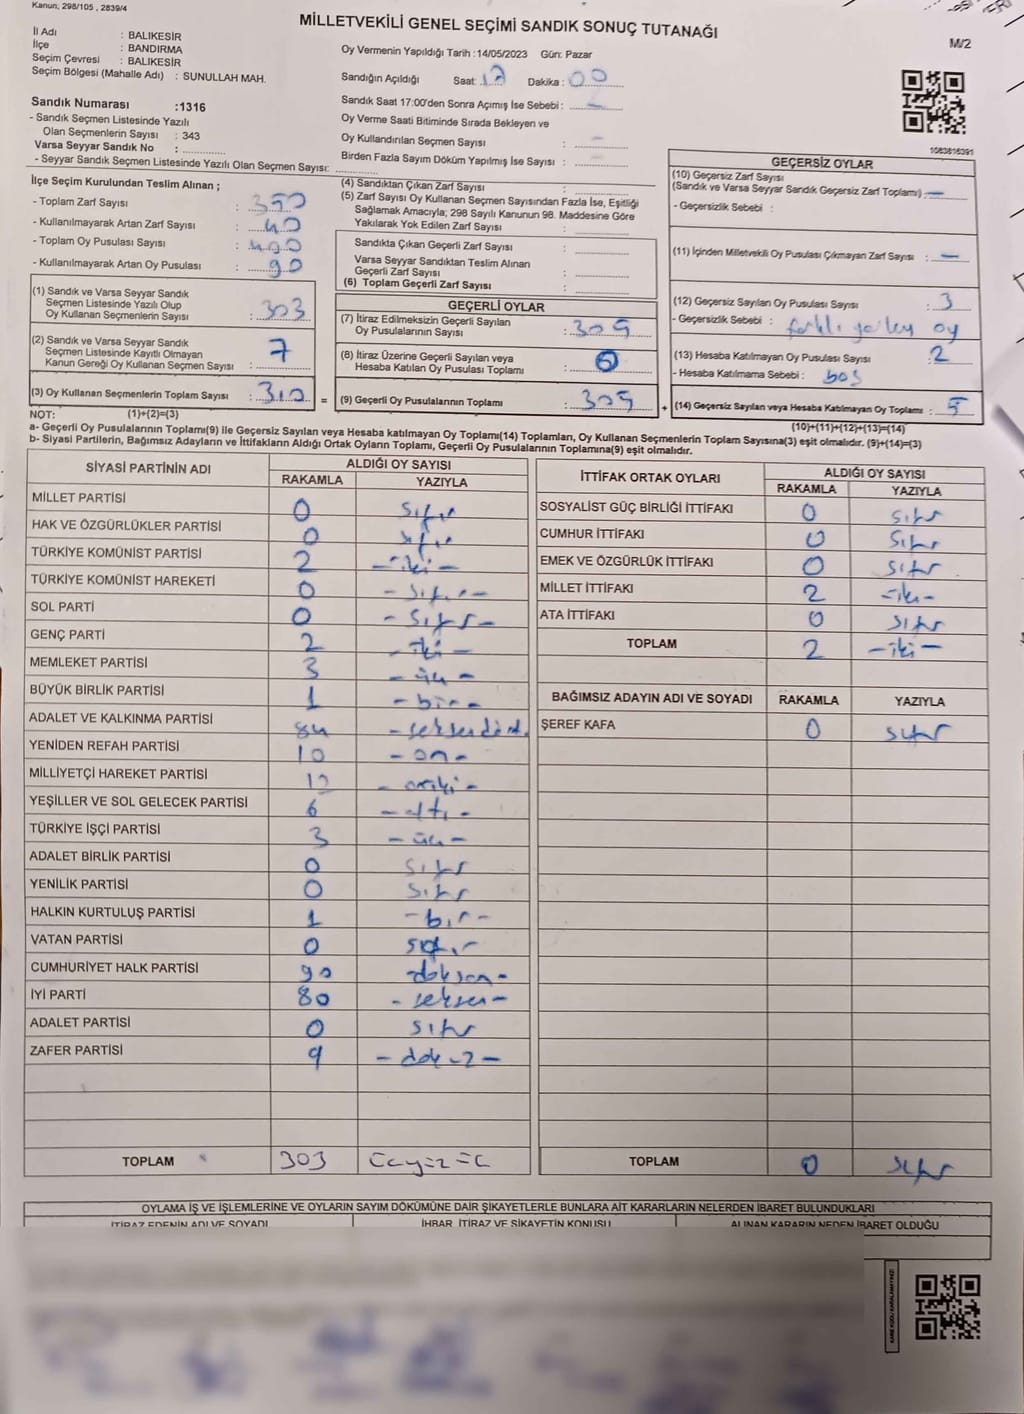 Kanun; 298/105 , 2839/4
MİLLETVEKİLİ GENEL SEÇİMİ SANDIK SONUÇ TUTANAĞI
M/2
İl Adı : BALIKESİR
İlçe : BANDIRMA
Seçim Çevresi : BALIKESİR
Seçim Bölgesi (Mahalle Adı) : SUNULLAH MAH.
Sandık Numarası :1316
- Sandık Seçmen Listesinde Yazılı
Olan Seçmenlerin Sayısı : 343
Varsa Seyyar Sandık No :
- Seyyar Sandık Seçmen Listesinde Yazılı Olan Seçmen Sayısı:
Oy Vermenin Yapıldığı Tarih :14/05/2023 Gün: Pazar
Sandığın Açıldığı Saat: 17 Dakika : 00
Sandık Saat 17:00'den Sonra Açımış İse Sebebi : -
Oy Verme Saati Bitiminde Sırada Bekleyen ve
Oy Kullandırılan Seçmen Sayısı : -
Birden Fazla Sayım Döküm Yapılmış İse Sayısı : -
1083816391
İlçe Seçim Kurulundan Teslim Alınan ;
- Toplam Zarf Sayısı : 350
- Kullanılmayarak Artan Zarf Sayısı : 40
- Toplam Oy Pusulası Sayısı : 400
- Kullanılmayarak Artan Oy Pusulası : 90
(1) Sandık ve Varsa Seyyar Sandık
Seçmen Listesinde Yazılı Olup
Oy Kullanan Seçmenlerin Sayısı : 303
(2) Sandık ve Varsa Seyyar Sandık
Seçmen Listesinde Kayıtlı Olmayan
Kanun Gereği Oy Kullanan Seçmen Sayısı : 7
(3) Oy Kullanan Seçmenlerin Toplam Sayısı : 310 =
(4) Sandıktan Çıkan Zarf Sayısı :
(5) Zarf Sayısı Oy Kullanan Seçmen Sayısından Fazla İse, Eşitliği
Sağlamak Amacıyla; 298 Sayılı Kanunun 98. Maddesine Göre
Yakılarak Yok Edilen Zarf Sayısı :
Sandıkta Çıkan Geçerli Zarf Sayısı :
Varsa Seyyar Sandıktan Teslim Alınan
Geçerli Zarf Sayısı :
(6) Toplam Geçerli Zarf Sayısı :
GEÇERLİ OYLAR
(7) İtiraz Edilmeksizin Geçerli Sayılan
Oy Pusulalarının Sayısı : 305
(8) İtiraz Üzerine Geçerli Sayılan veya
Hesaba Katılan Oy Pusulası Toplamı : 0
(9) Geçerli Oy Pusulalarının Toplamı : 305 +
GEÇERSİZ OYLAR
(10) Geçersiz Zarf Sayısı
(Sandık ve Varsa Seyyar Sandık Geçersiz Zarf Toplamı) : -
- Geçersizlik Sebebi :
(11) İçinden Milletvekili Oy Pusulası Çıkmayan Zarf Sayısı : -
(12) Geçersiz Sayılan Oy Pusulası Sayısı : 3
- Geçersizlik Sebebi : farklı oy
(13) Hesaba Katılmayan Oy Pusulası Sayısı : 2
- Hesaba Katılmama Sebebi : boş
(14) Geçersiz Sayılan veya Hesaba Katılmayan Oy Toplamı : 5
NOT: (1)+(2)=(3) (10)+(11)+(12)+(13)=(14)
a- Geçerli Oy Pusulalarının Toplamı(9) ile Geçersiz Sayılan veya Hesaba katılmayan Oy Toplamı(14) Toplamları, Oy Kullanan Seçmenlerin Toplam Sayısına(3) eşit olmalıdır. (9)+(14)=(3)
b- Siyasi Partilerin, Bağımsız Adayların ve İttifakların Aldığı Ortak Oyların Toplamı, Geçerli Oy Pusulalarının Toplamına(9) eşit olmalıdır.
SİYASİ PARTİNİN ADI ALDIĞI OY SAYISI
RAKAMLA YAZIYLA
MİLLET PARTİSİ 0 sıfır
HAK VE ÖZGÜRLÜKLER PARTİSİ 0 sıfır
TÜRKİYE KOMÜNİST PARTİSİ 2 - iki -
TÜRKİYE KOMÜNİST HAREKETİ 0 - sıfır -
SOL PARTİ 0 - sıfır -
GENÇ PARTİ 2 - iki -
MEMLEKET PARTİSİ 3 - üç -
BÜYÜK BİRLİK PARTİSİ 1 - bir -
ADALET VE KALKINMA PARTİSİ 84 - seksendört
YENİDEN REFAH PARTİSİ 10 - on -
MİLLİYETÇİ HAREKET PARTİSİ 12 - oniki -
YEŞİLLER VE SOL GELECEK PARTİSİ 6 - altı -
TÜRKİYE İŞÇİ PARTİSİ 3 - üç -
ADALET BİRLİK PARTİSİ 0 sıfır
YENİLİK PARTİSİ 0 sıfır
HALKIN KURTULUŞ PARTİSİ 1 - bir -
VATAN PARTİSİ 0 sıfır
CUMHURİYET HALK PARTİSİ 90 - doksan -
İYİ PARTİ 80 - seksen -
ADALET PARTİSİ 0 sıfır
ZAFER PARTİSİ 9 - dokuz -
TOPLAM 303 üçyüzüç
İTTİFAK ORTAK OYLARI ALDIĞI OY SAYISI
RAKAMLA YAZIYLA
SOSYALİST GÜÇ BİRLİĞİ İTTİFAKI 0 sıfır
CUMHUR İTTİFAKI 0 sıfır
EMEK VE ÖZGÜRLÜK İTTİFAKI 0 sıfır
MİLLET İTTİFAKI 2 - iki -
ATA İTTİFAKI 0 sıfır
TOPLAM 2 - iki -
BAĞIMSIZ ADAYIN ADI VE SOYADI RAKAMLA YAZIYLA
ŞEREF KAFA 0 sıfır
TOPLAM 0 sıfır
OYLAMA İŞ VE İŞLEMLERİNE VE OYLARIN SAYIM DÖKÜMÜNE DAİR ŞİKAYETLERLE BUNLARA AİT KARARLARIN NELERDEN İBARET BULUNDUKLARI
İTİRAZ EDENİN ADI VE SOYADI İHBAR, İTİRAZ VE ŞİKAYETİN KONUSU ALINAN KARARIN NEDEN İBARET OLDUĞU
KARE KODU KARALAMAYINIZ!